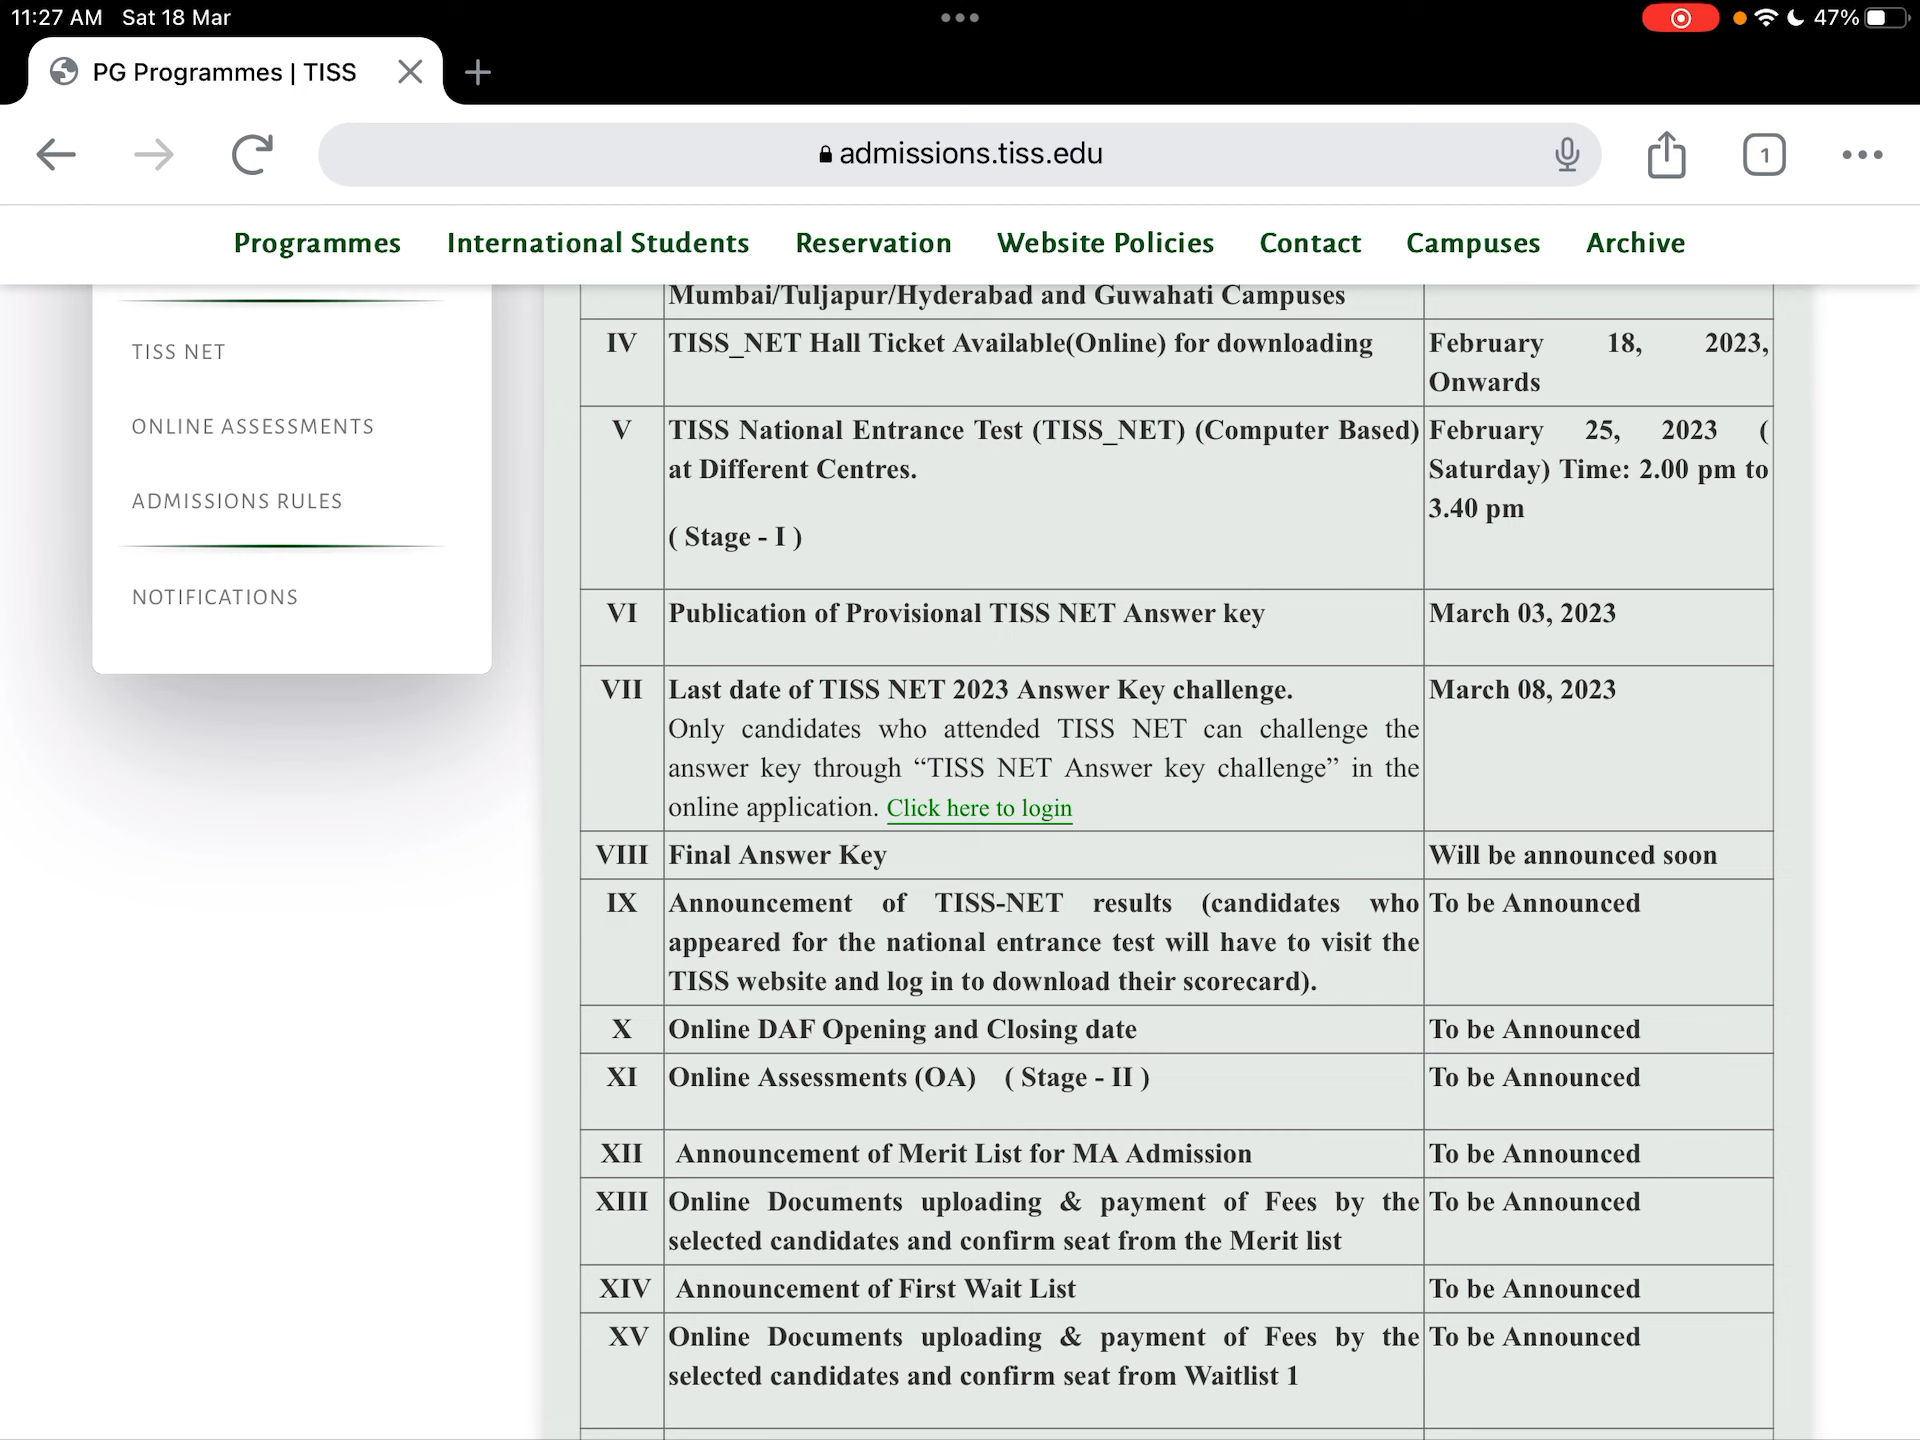 11:27 AM Sat 18 Mar
47%
PG Programmes | TISS
admissions.tiss.edu
1
Programmes International Students Reservation Website Policies Contact Campuses Archive
TISS NET
ONLINE ASSESSMENTS
ADMISSIONS RULES
NOTIFICATIONS
Mumbai/Tuljapur/Hyderabad and Guwahati Campuses
IV TISS_NET Hall Ticket Available(Online) for downloading February 18, 2023,
Onwards
V TISS National Entrance Test (TISS_NET) (Computer Based) February 25, 2023 (
at Different Centres. Saturday) Time: 2.00 pm to
3.40 pm
( Stage - I )
VI Publication of Provisional TISS NET Answer key March 03, 2023
VII Last date of TISS NET 2023 Answer Key challenge. March 08, 2023
Only candidates who attended TISS NET can challenge the
answer key through “TISS NET Answer key challenge” in the
online application. Click here to login
VIII Final Answer Key Will be announced soon
IX Announcement of TISS-NET results (candidates who To be Announced
appeared for the national entrance test will have to visit the
TISS website and log in to download their scorecard).
X Online DAF Opening and Closing date To be Announced
XI Online Assessments (OA) ( Stage - II ) To be Announced
XII Announcement of Merit List for MA Admission To be Announced
XIII Online Documents uploading & payment of Fees by the To be Announced
selected candidates and confirm seat from the Merit list
XIV Announcement of First Wait List To be Announced
XV Online Documents uploading & payment of Fees by the To be Announced
selected candidates and confirm seat from Waitlist 1